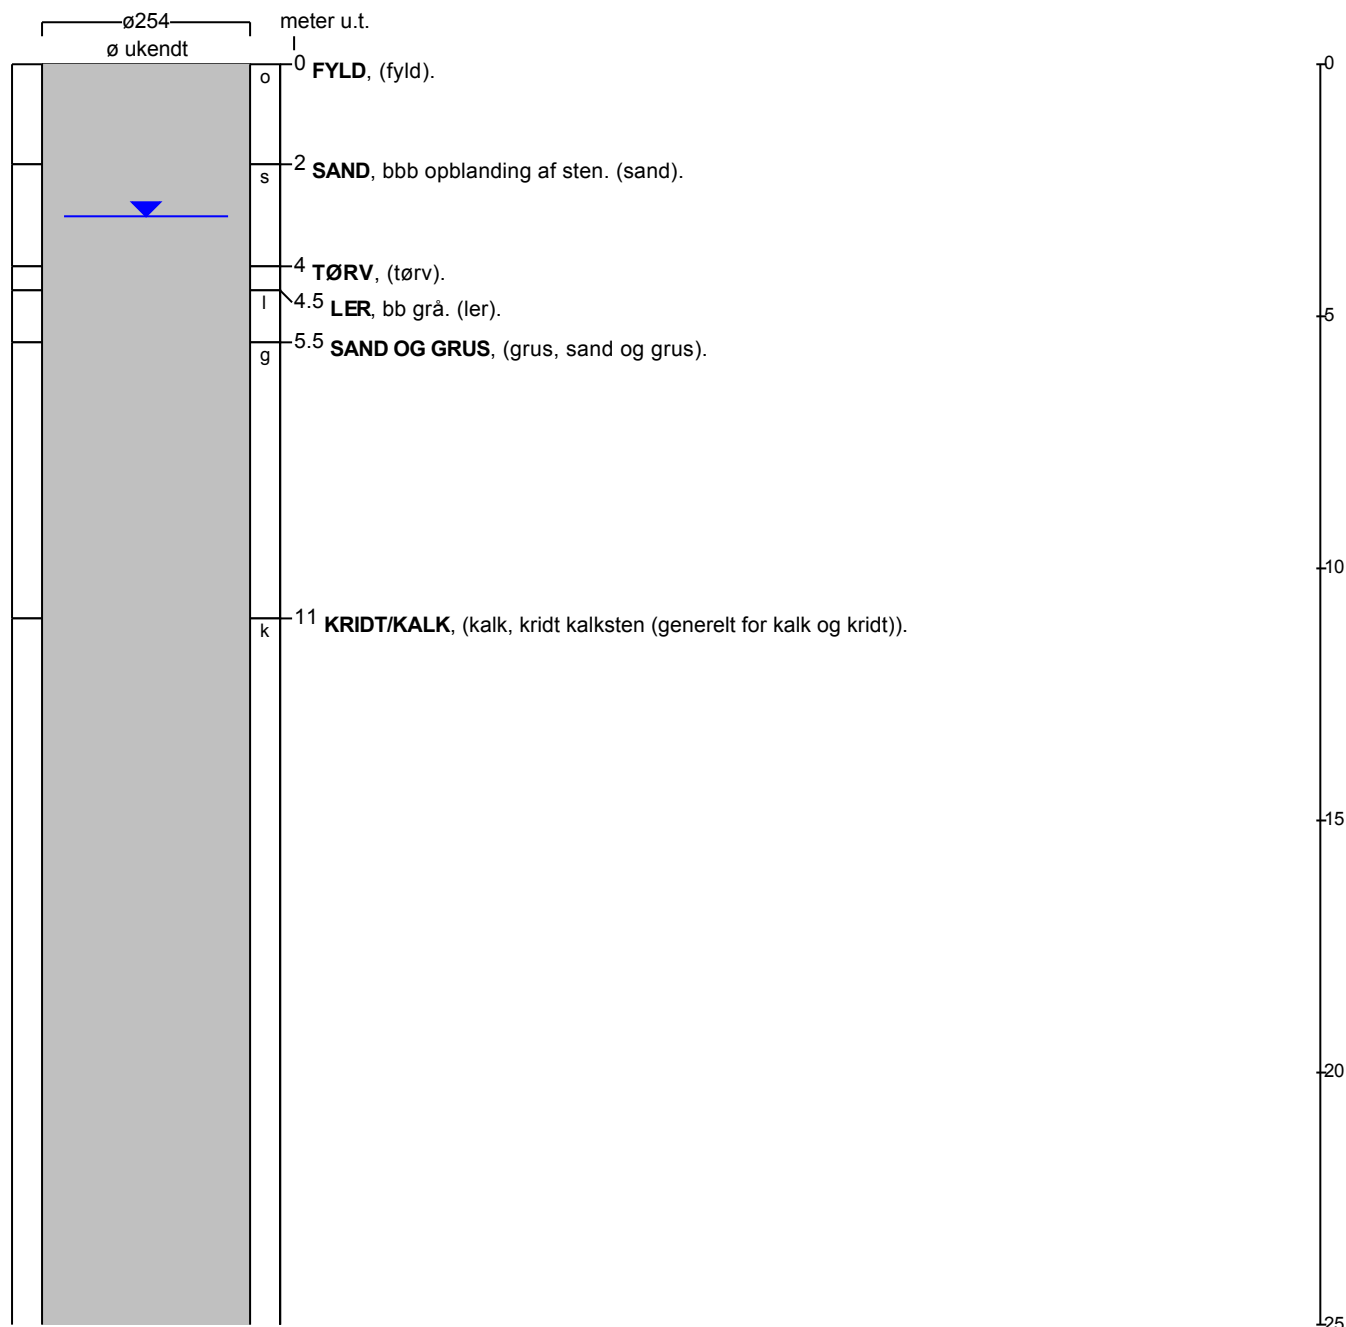 ø254 meter u.t.
ø ukendt
0 FYLD, (fyld). 0
o
2 SAND, bbb opblanding af sten. (sand).
s
4 TØRV, (tørv).
l 4.5 LER, bb grå. (ler).
5
5.5 SAND OG GRUS, (grus, sand og grus).
g
10
11 KRIDT/KALK, (kalk, kridt kalksten (generelt for kalk og kridt)).
k
15
20
25